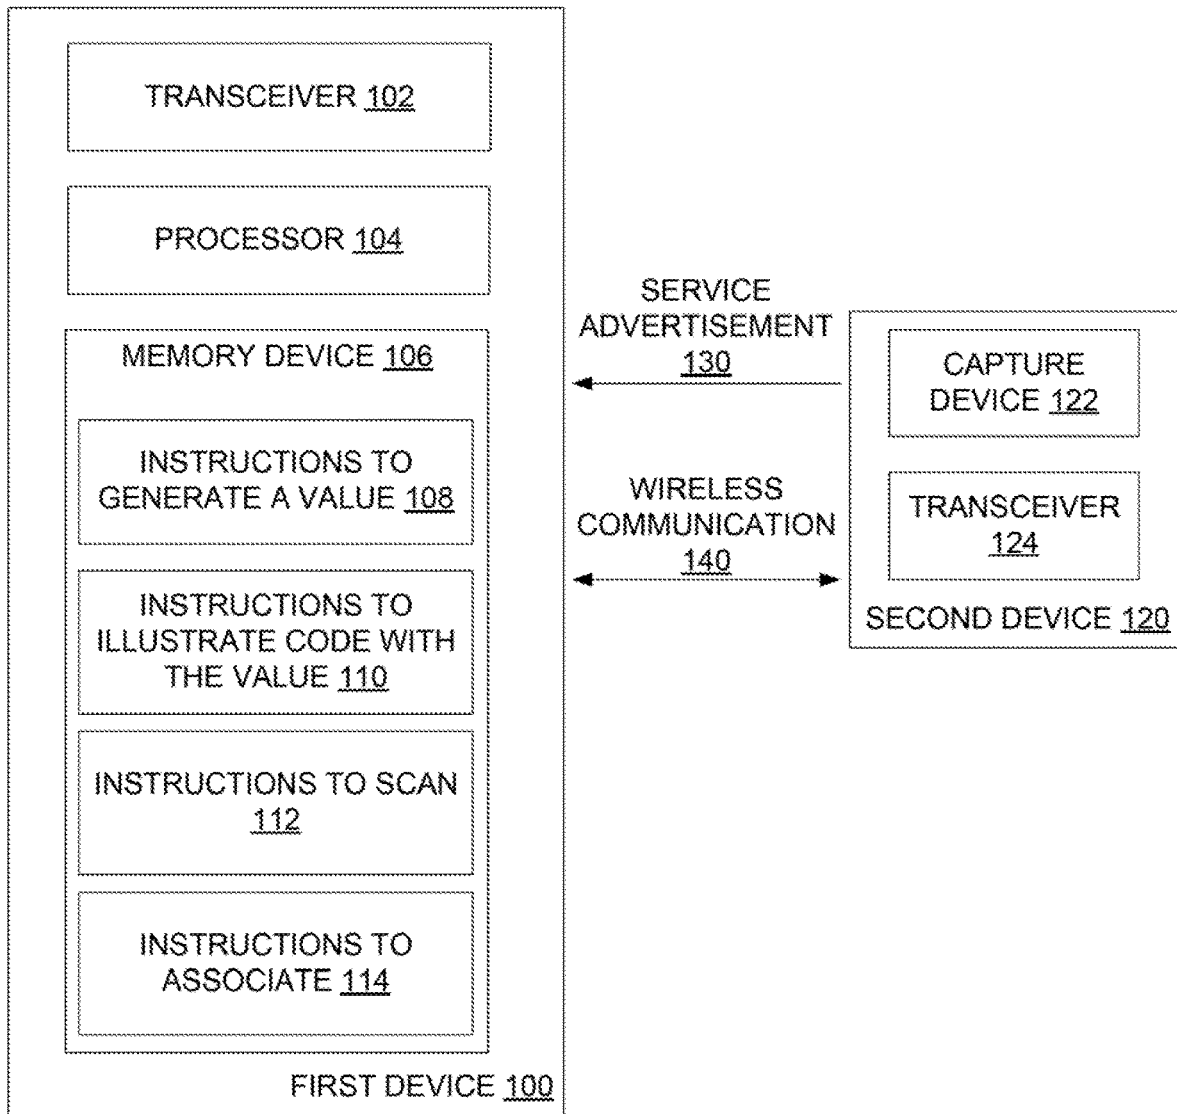 TRANSCEIVER 102
PROCESSOR 104
MEMORY DEVICE 106
INSTRUCTIONS TO
GENERATE A VALUE 108
INSTRUCTIONS TO
ILLUSTRATE CODE WITH
THE VALUE 110
INSTRUCTIONS TO SCAN
112
INSTRUCTIONS TO
ASSOCIATE 114
FIRST DEVICE 100
SERVICE
ADVERTISEMENT
130
WIRELESS
COMMUNICATION
140
CAPTURE
DEVICE 122
TRANSCEIVER
124
SECOND DEVICE 120